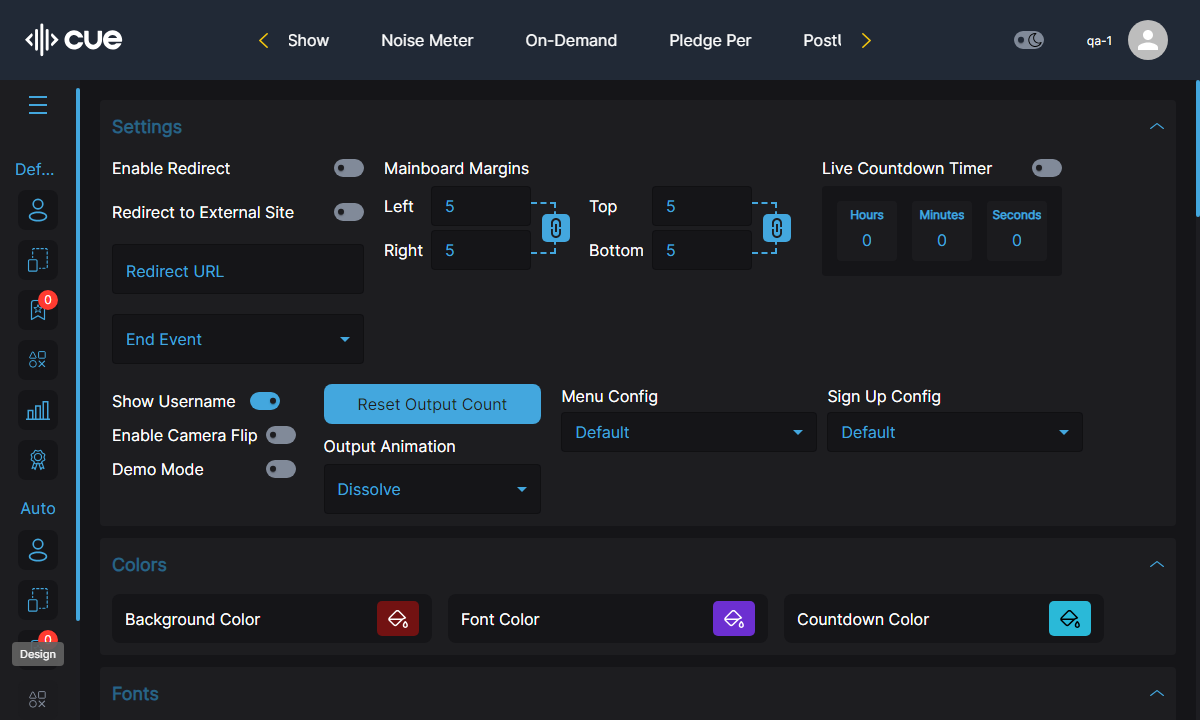 cue
Show
Noise Meter
On-Demand
Pledge Per
qa-1
Settings
Enable Redirect
Mainboard Margins
Live Countdown Timer
Def...
Left
5
Top
5
Redirect to External Site
Hours
Minutes
Seconds
0
0
0
Right
5
Bottom
5
Redirect URL
0
End Event
Show Username
Reset Output Count
Menu Config
Sign Up Config
Enable Camera Flip
Default
Default
Output Animation
Demo Mode
Dissolve
Auto
Colors
Background Color
Font Color
Countdown Color
0
Design
Fonts